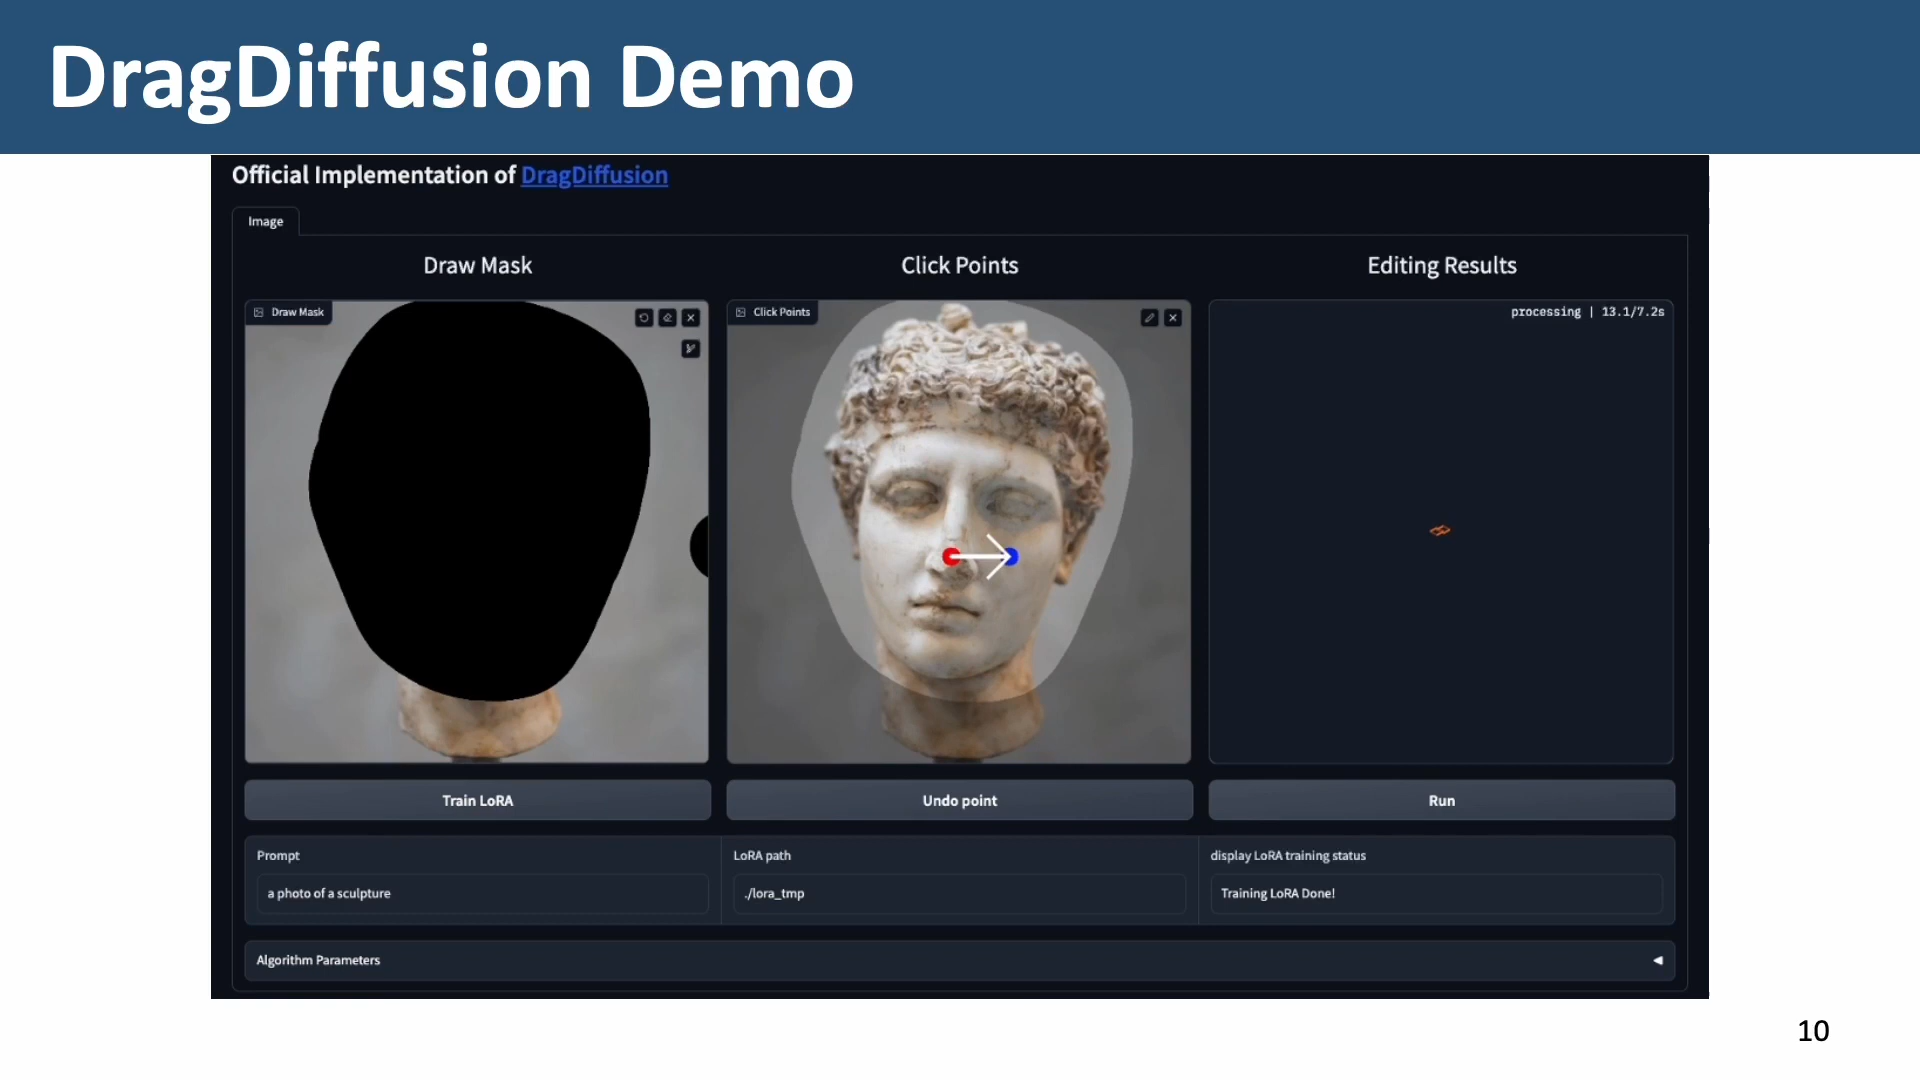 DragDiffusion Demo
Official Implementation of DragDiffusion
Image
Draw Mask
Click Points
Editing Results
Draw Mask
Click Points
processing | 13.1/7.2s
Train LoRA
Undo point
Run
Prompt
LoRA path
display LoRA training status
a photo of a sculpture
./lora_tmp
Training LoRA Done!
Algorithm Parameters
10